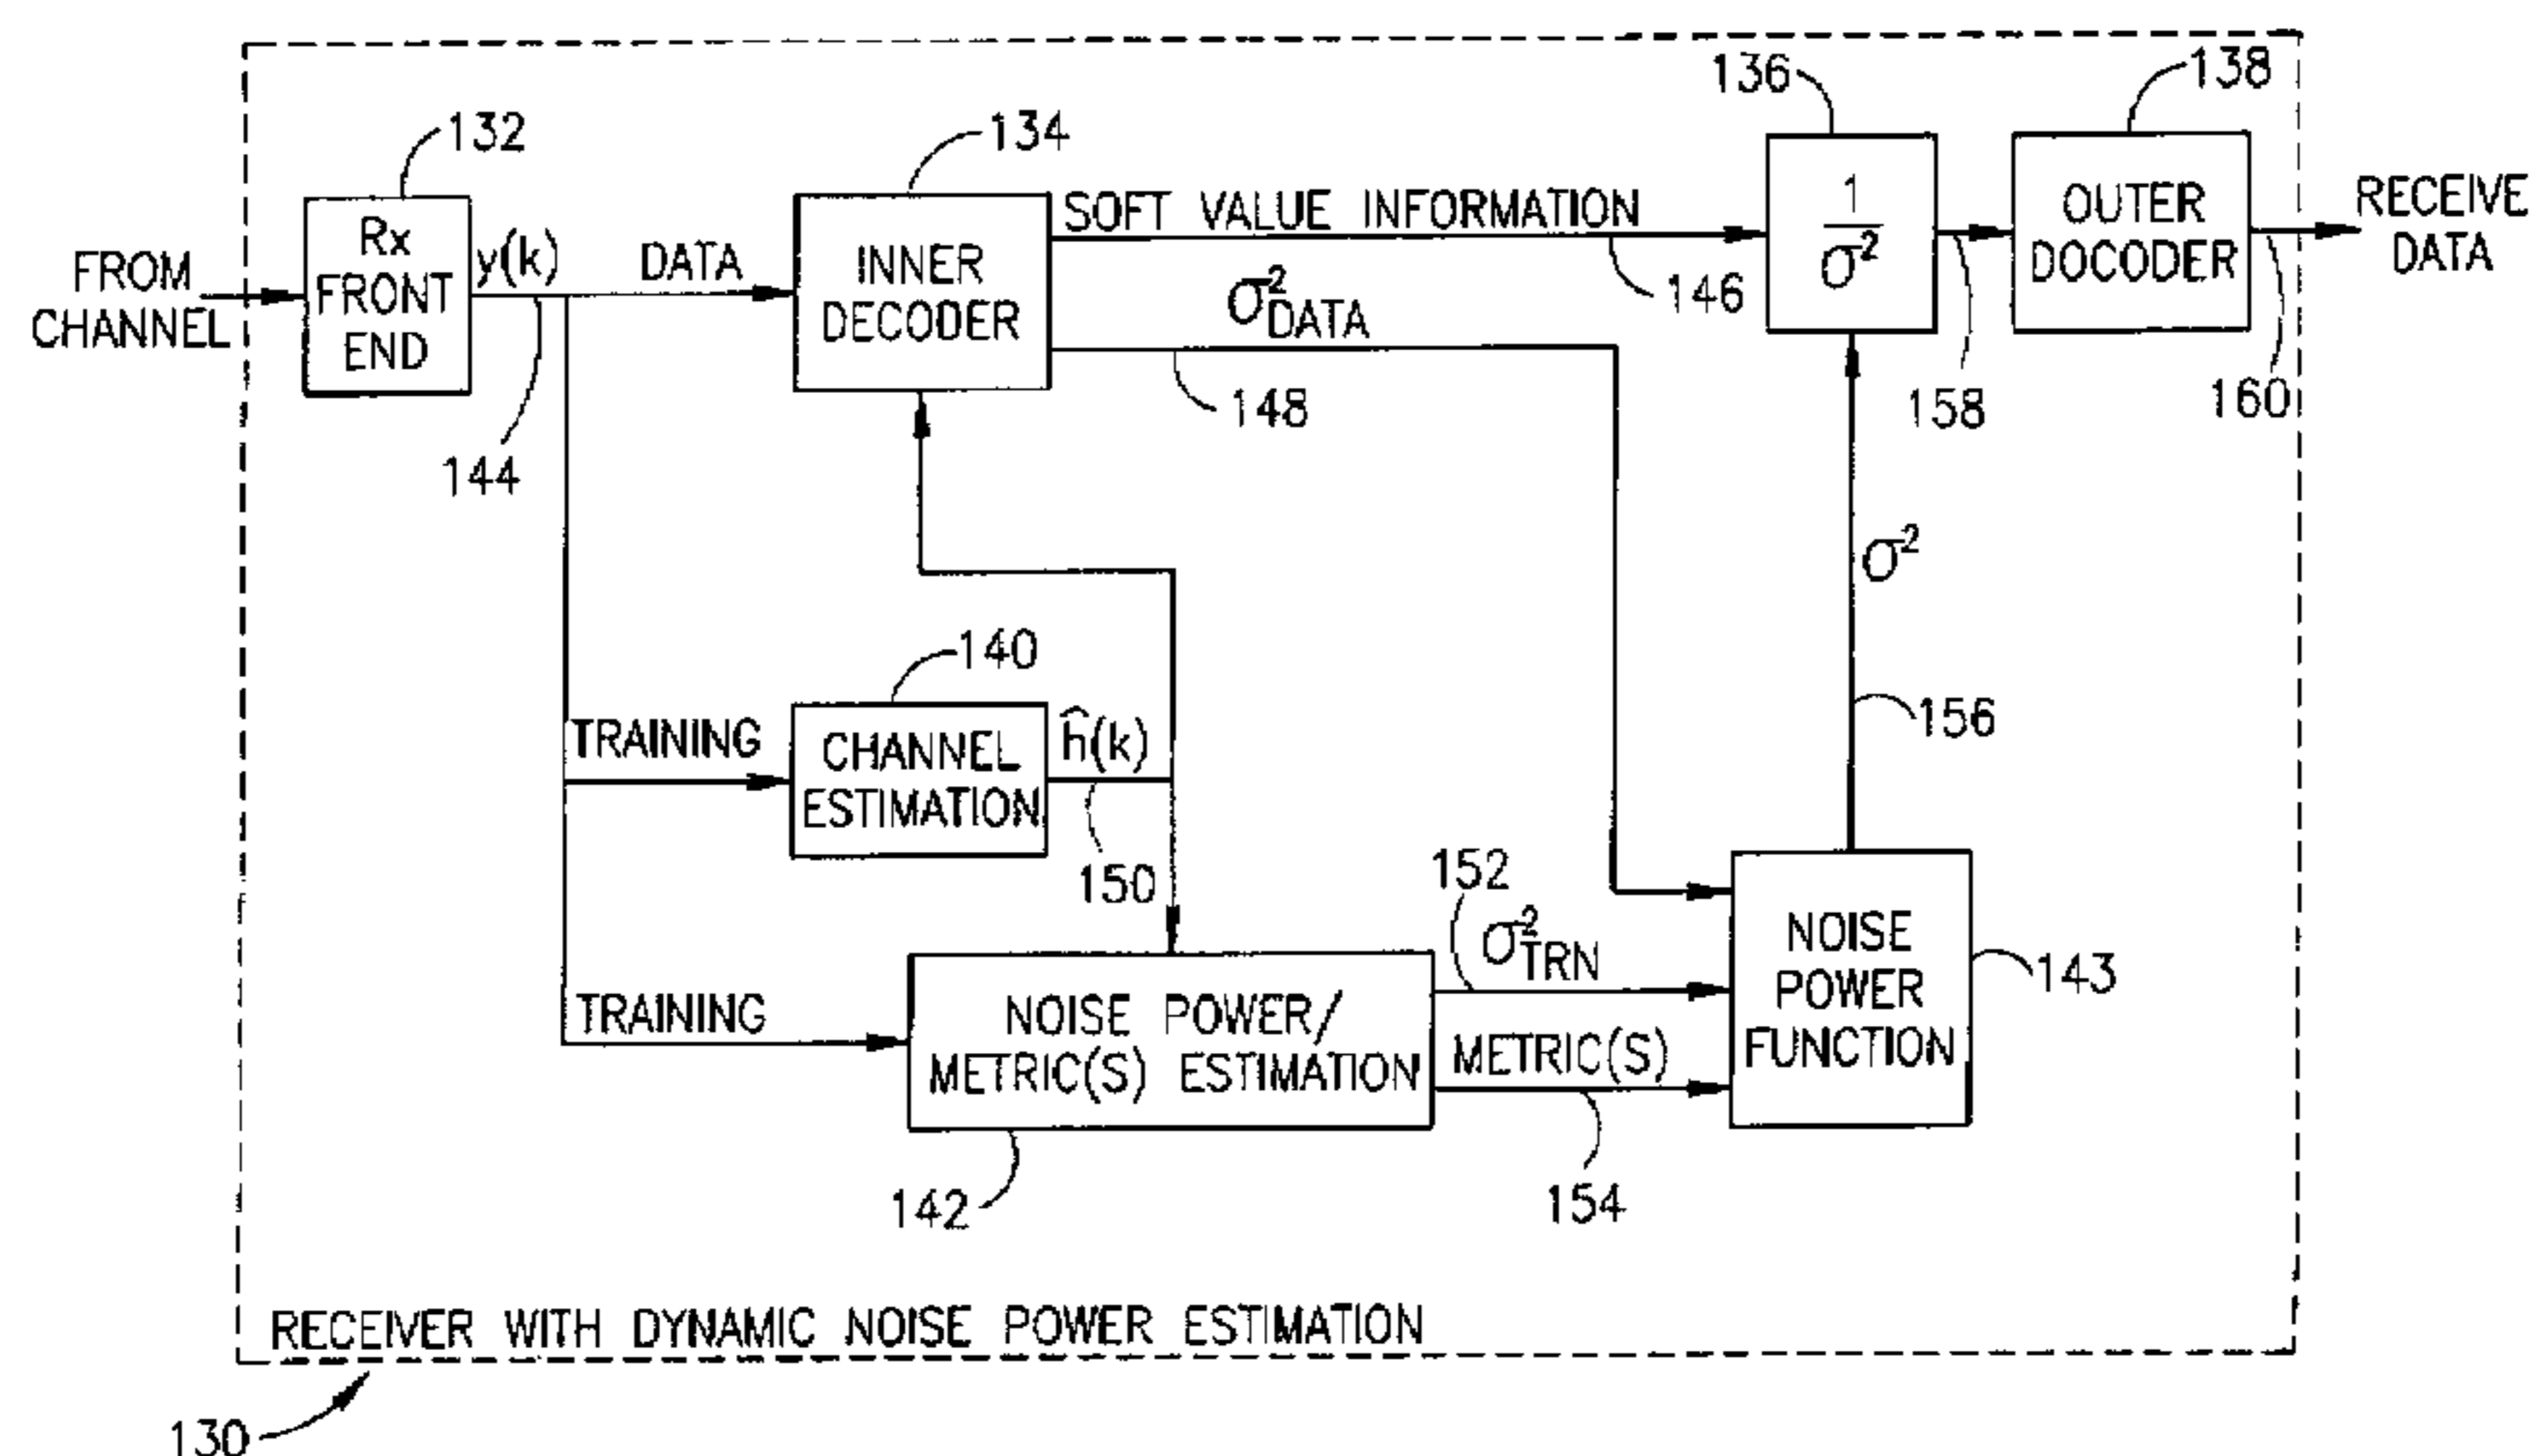 136
138
132
134
Rx
FRONT
END
y(k)
DATA
INNER
DECODER
SOFT VALUE INFORMATION
1
σ²
OUTER
DOCODER
RECEIVE
DATA
FROM
CHANNEL
σ²DATA
146
148
158
160
144
σ²
140
TRAINING
CHANNEL
ESTIMATION
ĥ(k)
156
150
152
σ²TRN
NOISE
POWER
FUNCTION
143
TRAINING
NOISE POWER/
METRIC(S) ESTIMATION
METRIC(S)
142
154
RECEIVER WITH DYNAMIC NOISE POWER ESTIMATION
130